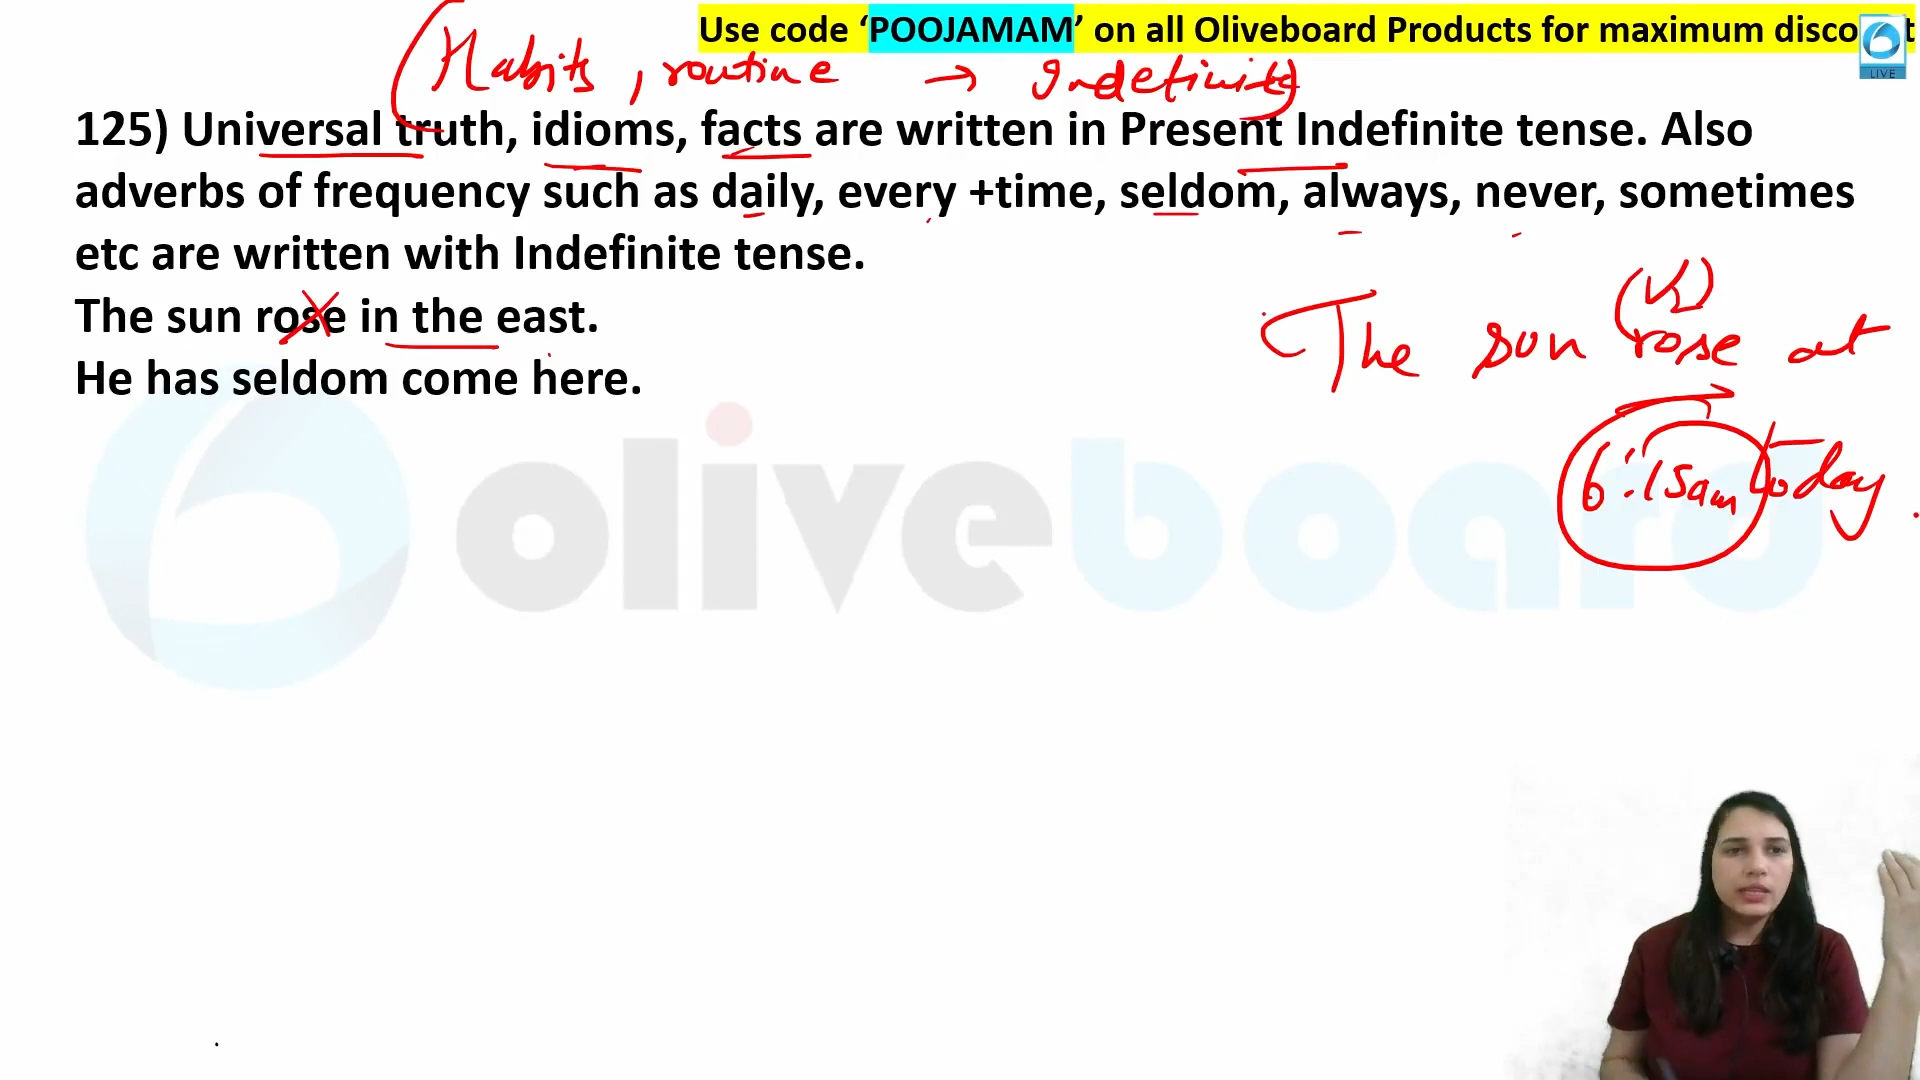 Use code ‘POOJAMAM’ on all Oliveboard Products for maximum disco t
LIVE
Habits, routine → Indefinite
125) Universal truth, idioms, facts are written in Present Indefinite tense. Also
adverbs of frequency such as daily, every +time, seldom, always, never, sometimes
etc are written with Indefinite tense.
The sun rose in the east.
He has seldom come here.
The sun rose at
6:15am today.
oliveboard